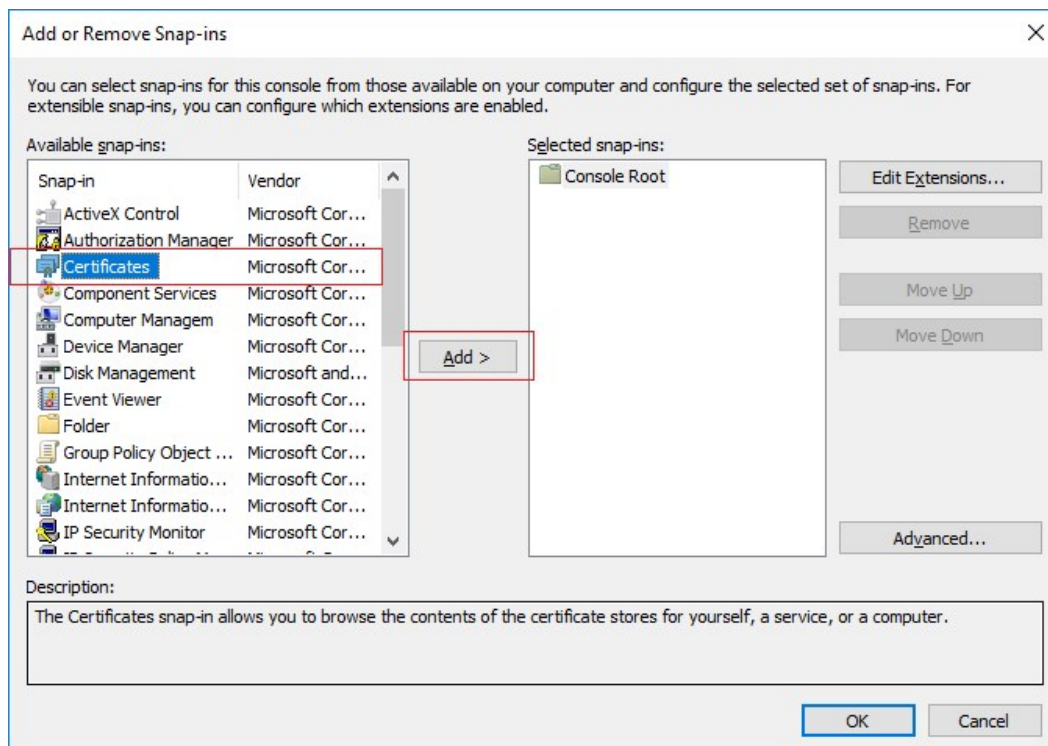 Add or Remove Snap-ins
You can select snap-ins for this console from those available on your computer and configure the selected set of snap-ins. For
extensible snap-ins, you can configure which extensions are enabled.
Available snap-ins:
Snap-in Vendor
ActiveX Control Microsoft Cor...
Authorization Manager Microsoft Cor...
Certificates Microsoft Cor...
Component Services Microsoft Cor...
Computer Managem Microsoft Cor...
Device Manager Microsoft Cor...
Disk Management Microsoft and...
Event Viewer Microsoft Cor...
Folder Microsoft Cor...
Group Policy Object ... Microsoft Cor...
Internet Informatio... Microsoft Cor...
Internet Informatio... Microsoft Cor...
IP Security Monitor Microsoft Cor...
Add >
Selected snap-ins:
Console Root
Edit Extensions...
Remove
Move Up
Move Down
Advanced...
Description:
The Certificates snap-in allows you to browse the contents of the certificate stores for yourself, a service, or a computer.
OK
Cancel